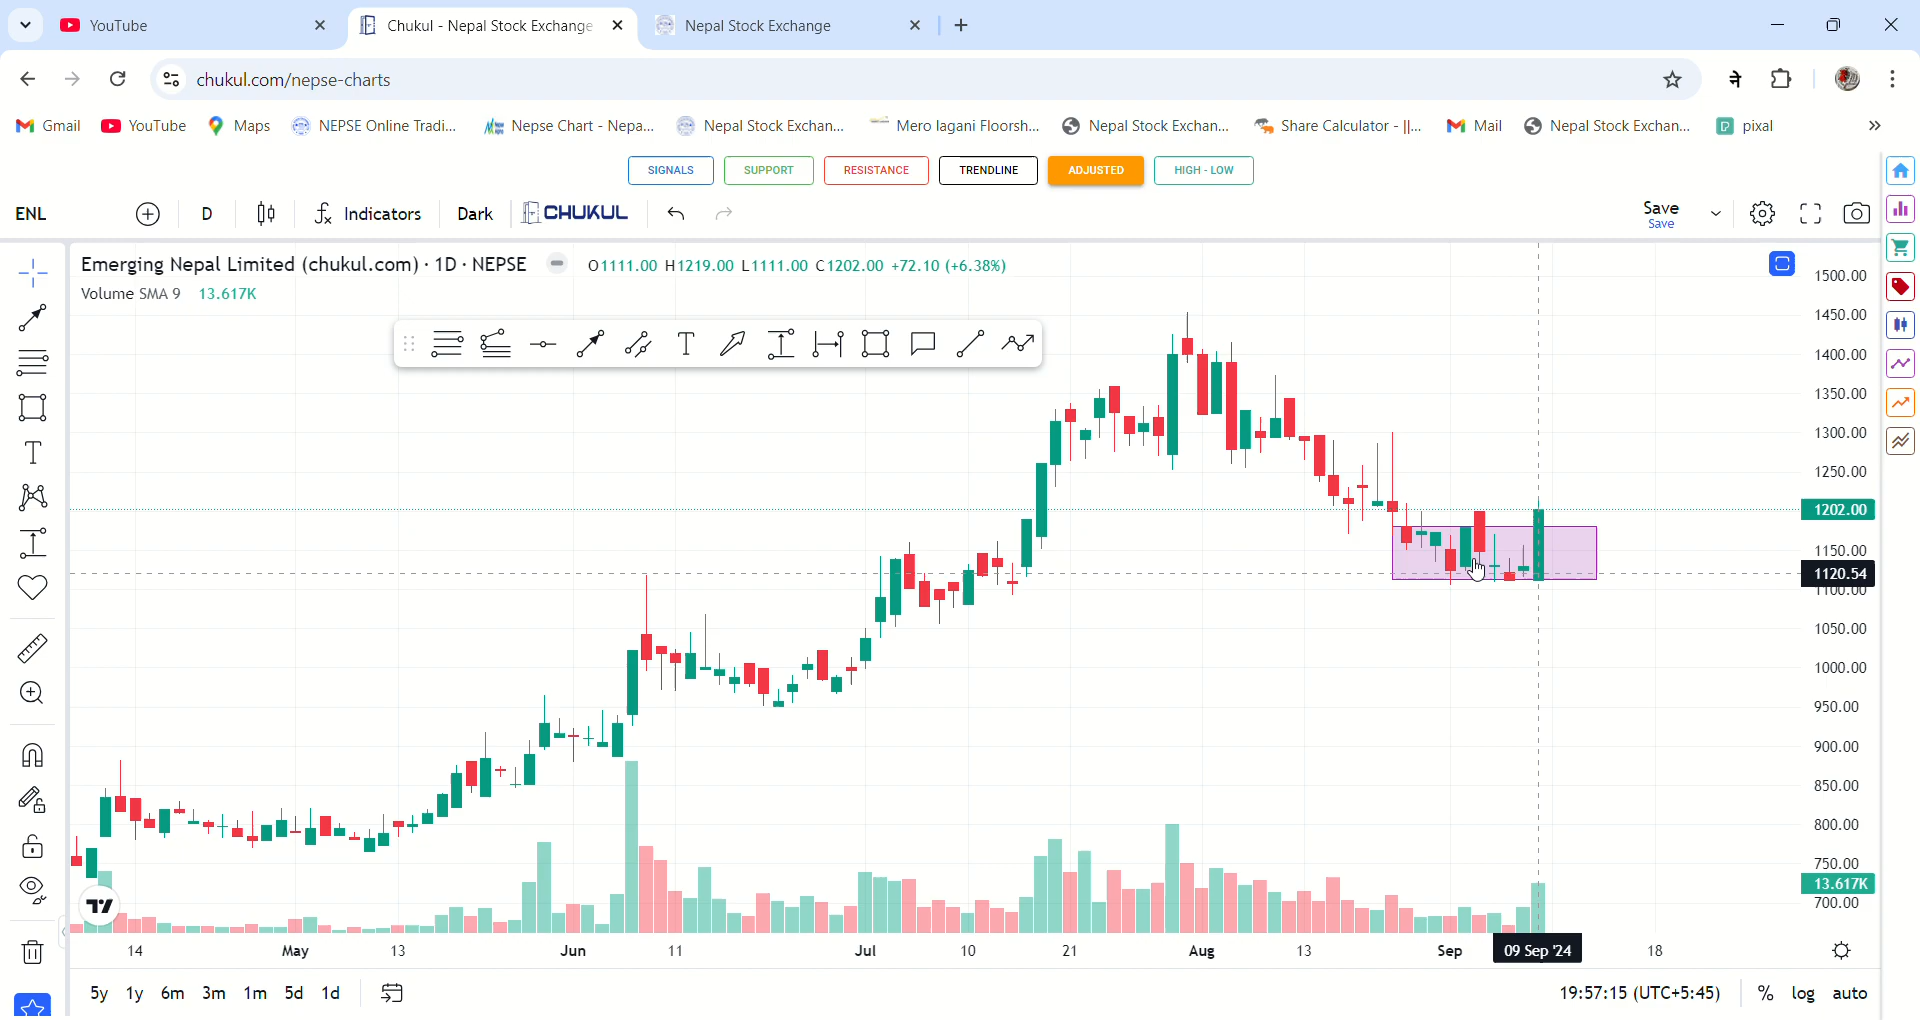 YouTube
Chukul - Nepal Stock Exchange
Nepal Stock Exchange
chukul.com/nepse-charts
ने
Gmail YouTube Maps NEPSE Online Tradi... Nepse Chart - Nepa... Nepal Stock Exchan... Mero lagani Floorsh... Nepal Stock Exchan... Share Calculator - ||... Mail Nepal Stock Exchan... pixal
SIGNALS SUPPORT RESISTANCE TRENDLINE ADJUSTED HIGH - LOW
ENL D Indicators Dark CHUKUL Save
Save
Emerging Nepal Limited (chukul.com) · 1D · NEPSE O1111.00 H1219.00 L1111.00 C1202.00 +72.10 (+6.38%)
Volume SMA 9 13.617K
1500.00
1450.00
1400.00
1350.00
1300.00
1250.00
1202.00
1150.00
1120.54
1100.00
1050.00
1000.00
950.00
900.00
850.00
800.00
750.00
13.617K
700.00
14 May 13 Jun 11 Jul 10 21 Aug 13 Sep 09 Sep '24 18
5y 1y 6m 3m 1m 5d 1d 19:57:15 (UTC+5:45) % log auto